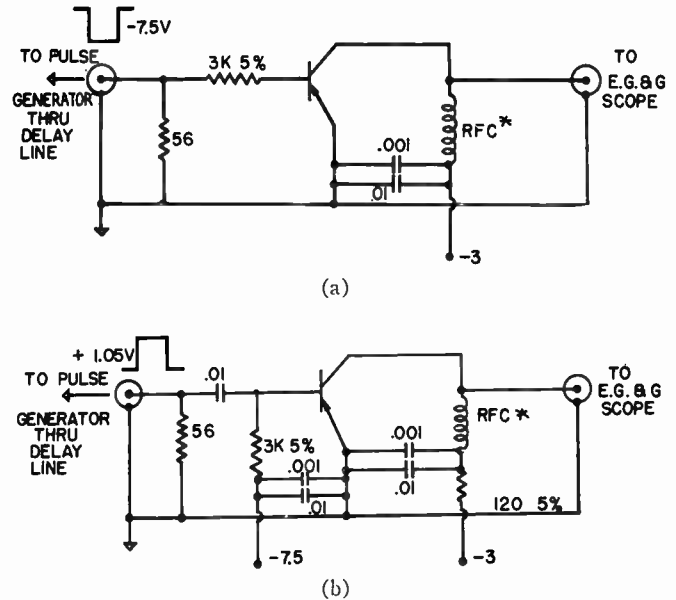 -7.5V
TO PULSE
GENERATOR
THRU
DELAY
LINE
56
3K 5%
.001
.01
RFC*
-3
TO
E.G.&G
SCOPE
(a)
+ 1.05V
TO PULSE
GENERATOR
THRU
DELAY
LINE
.01
56
3K 5%
.001
.01
-7.5
.001
.01
RFC*
120 5%
-3
TO
E.G.&G
SCOPE
(b)